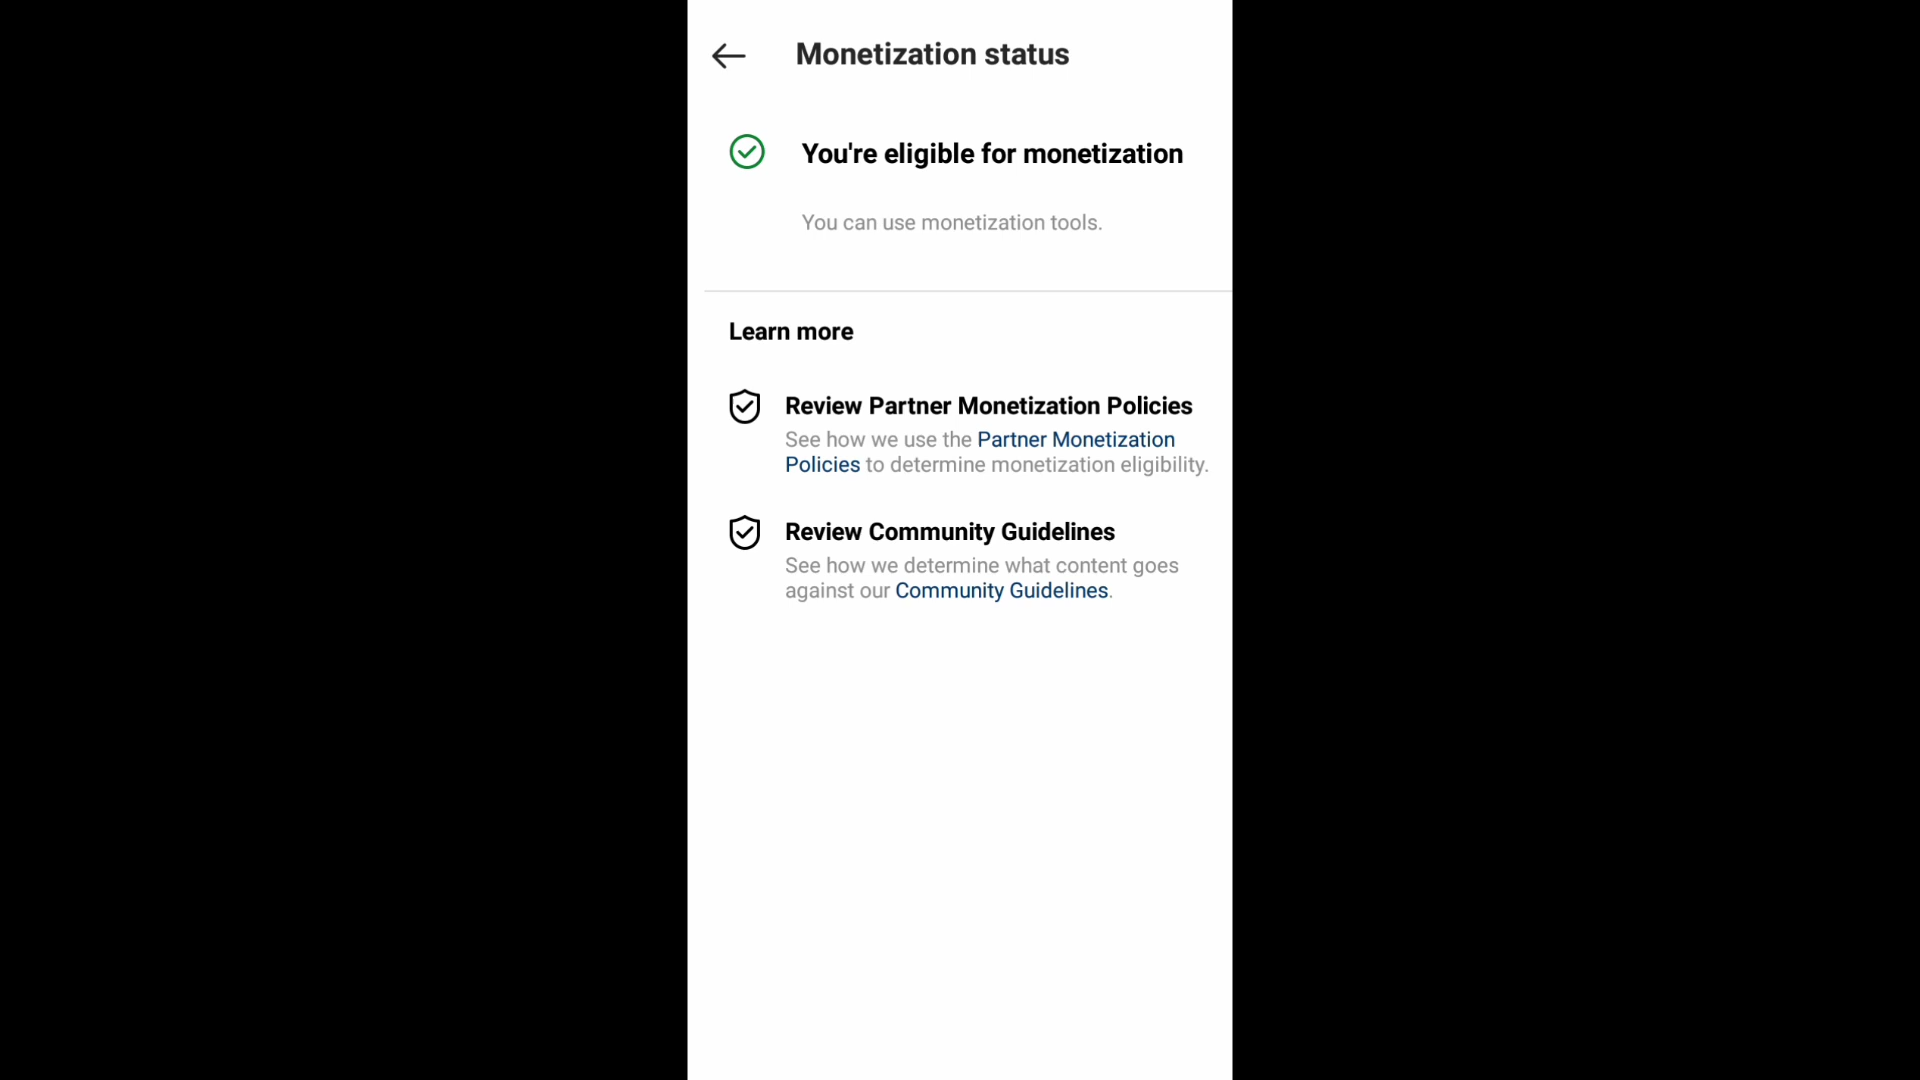 Monetization status
You're eligible for monetization
You can use monetization tools.
Learn more
Review Partner Monetization Policies
See how we use the Partner Monetization
Policies to determine monetization eligibility.
Review Community Guidelines
See how we determine what content goes
against our Community Guidelines.